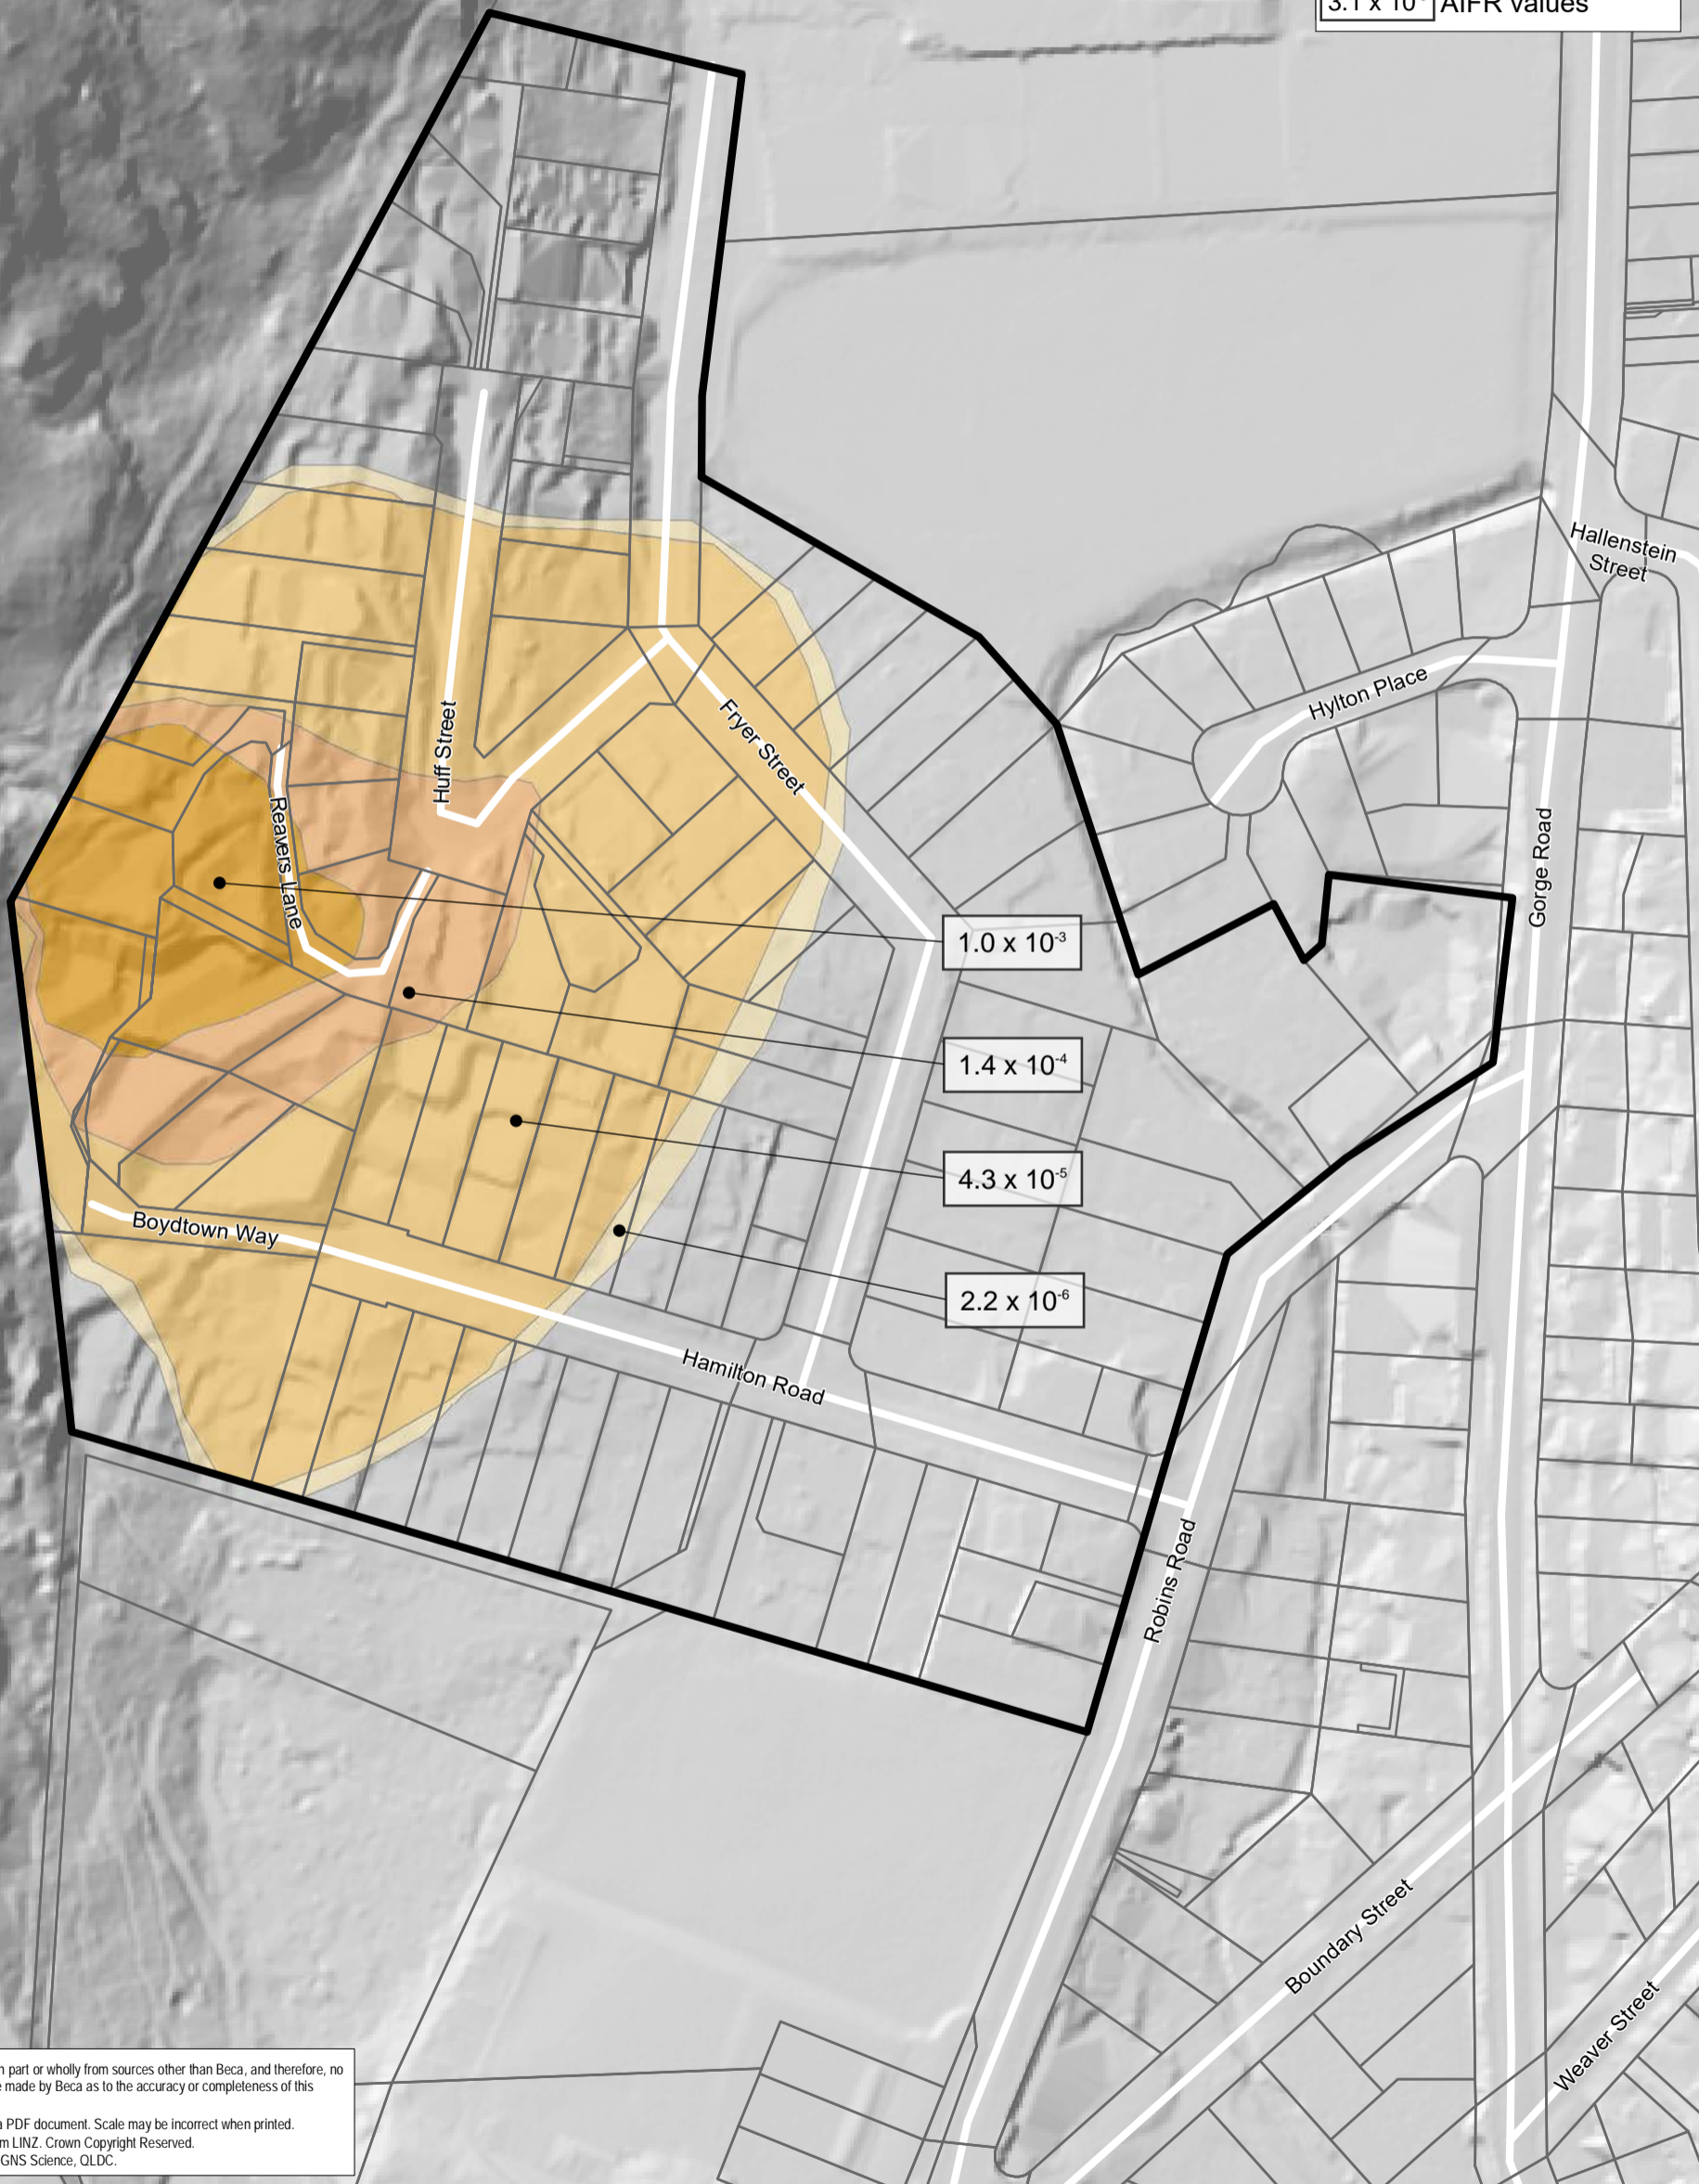 3.1 x 10⁻ AIFR values
Hallenstein
Street
Hylton Place
Fryer Street
Huff Street
Reavers Lane
Gorge Road
1.0 x 10⁻³
1.4 x 10⁻⁴
4.3 x 10⁻⁵
Boydtown Way
2.2 x 10⁻⁶
Hamilton Road
Robins Road
Boundary Street
Weaver Street
part or wholly from sources other than Beca, and therefore, no
made by Beca as to the accuracy or completeness of this
a PDF document. Scale may be incorrect when printed.
m LINZ. Crown Copyright Reserved.
GNS Science, QLDC.